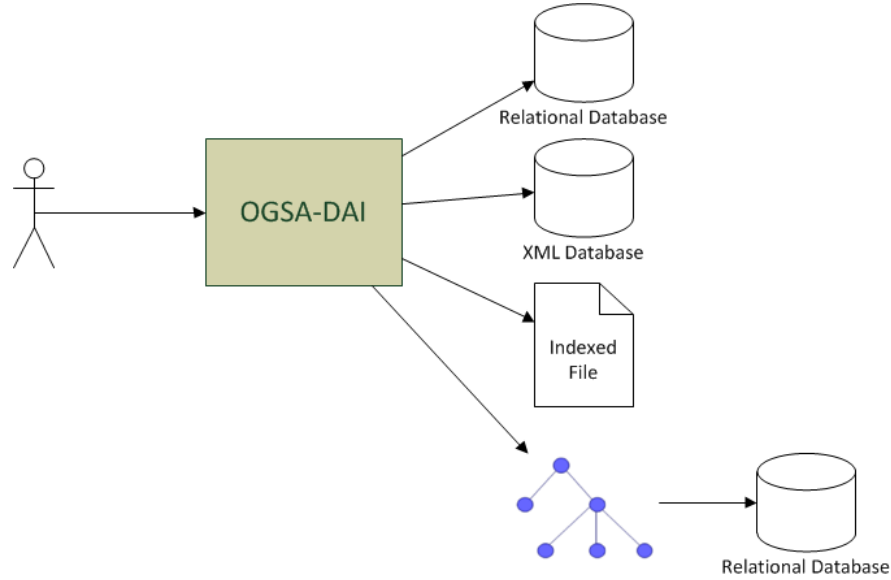 Relational Database
OGSA-DAI
XML Database
Indexed
File
Relational Database